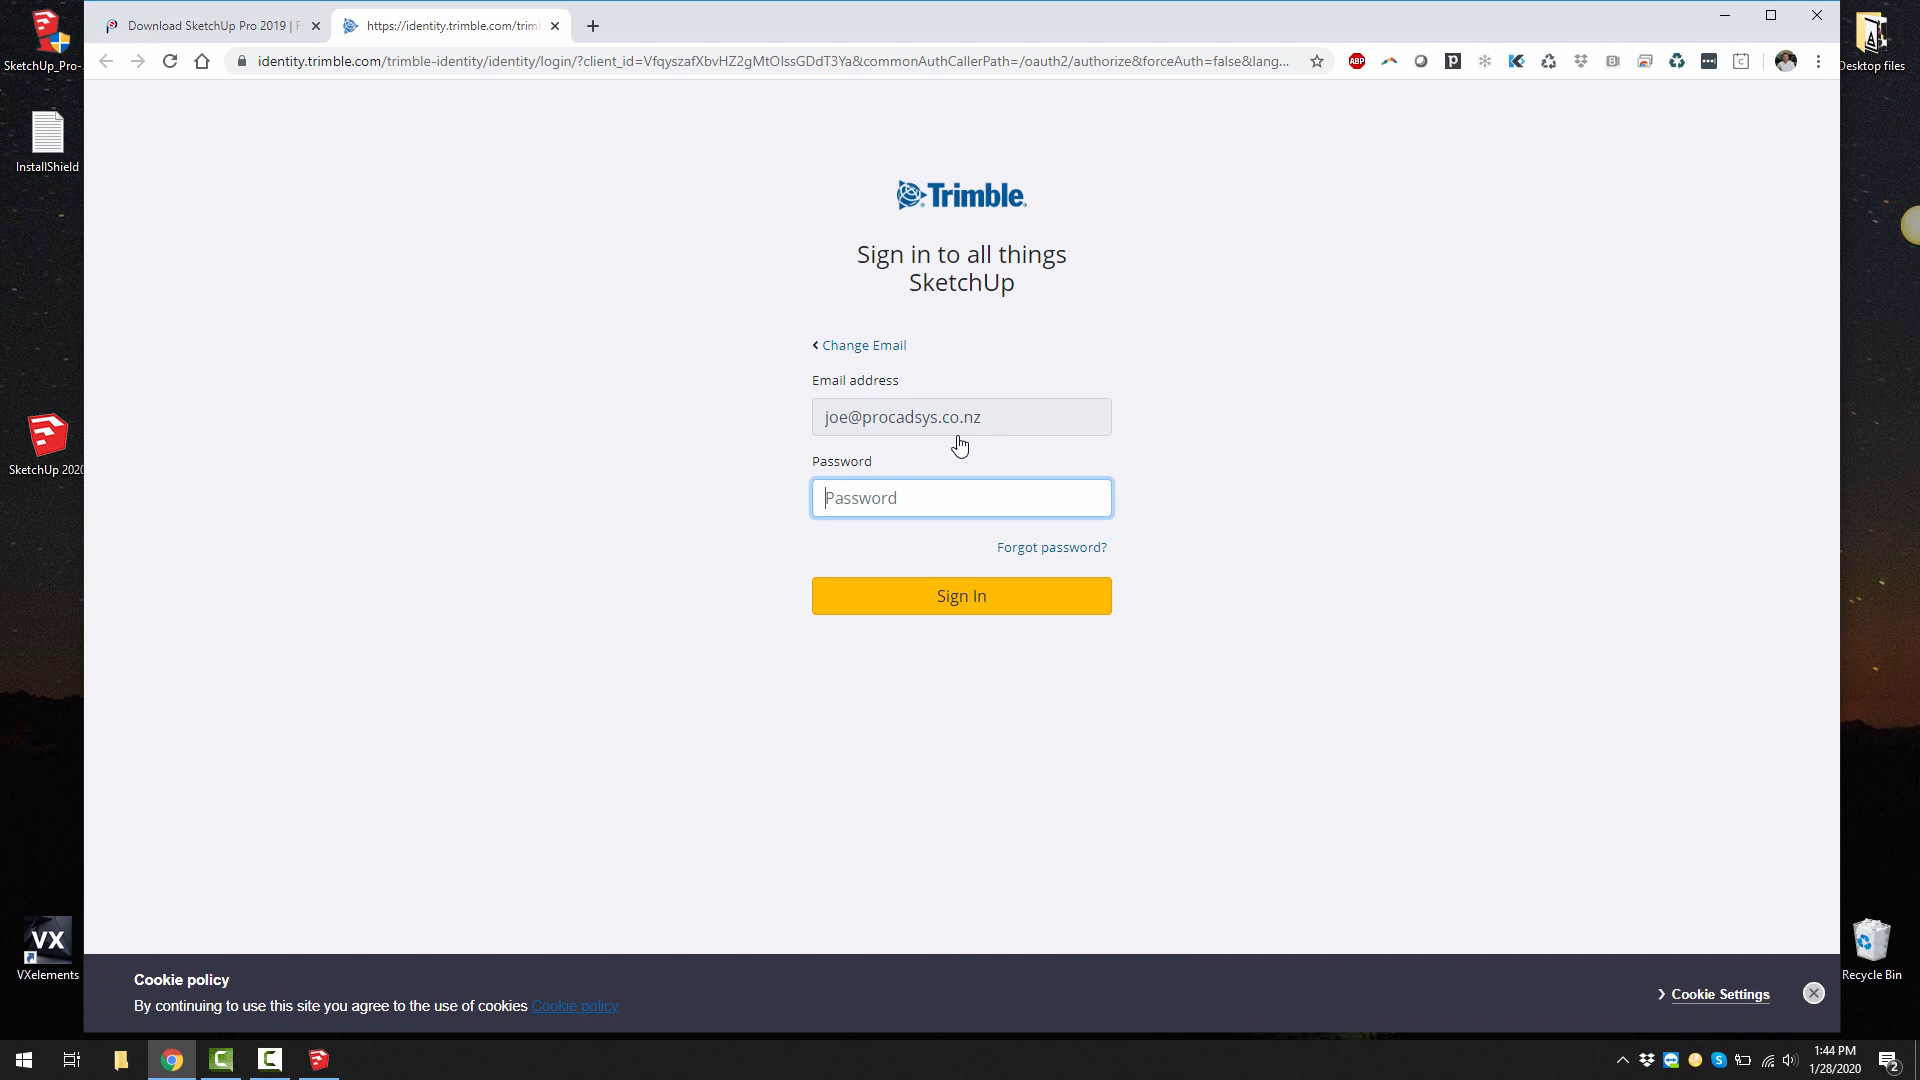 SketchUp_Pro-
InstallShield
SketchUp 2020
VX
VXelements
Desktop files
Recycle Bin
Download SketchUp Pro 2019 | F
https://identity.trimble.com/trim
identity.trimble.com/trimble-identity/identity/login/?client_id=VfqyszafXbvHZ2gMtOIssGDdT3Ya&commonAuthCallerPath=/oauth2/authorize&forceAuth=false&lang...
ABP
Trimble
Sign in to all things
SketchUp
Change Email
Email address
joe@procadsys.co.nz
Password
Password
Forgot password?
Sign In
Cookie policy
By continuing to use this site you agree to the use of cookies Cookie policy
Cookie Settings
1:44 PM
1/28/2020
2